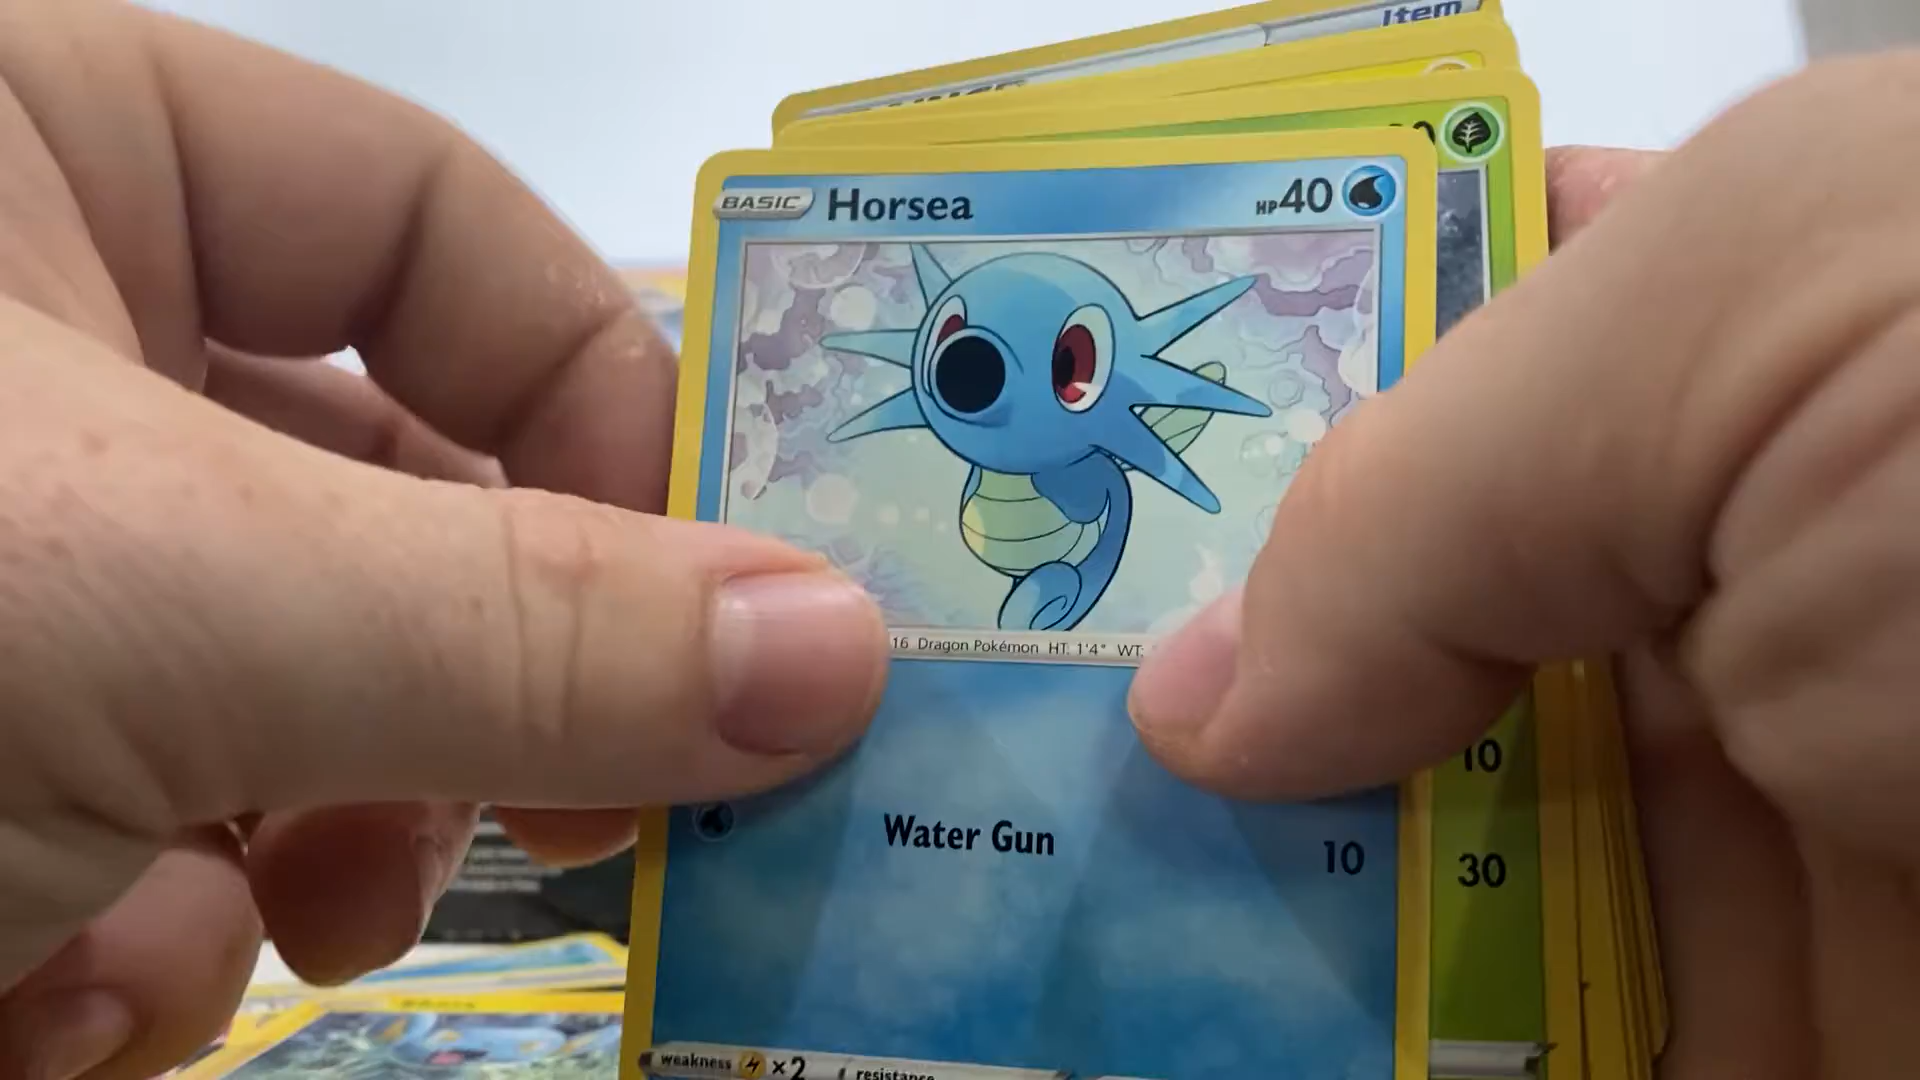 Item
BASIC Horsea HP 40
16 Dragon Pokémon HT: 1'4" WT:
10
Water Gun 10
30
weakness ×2 resistance